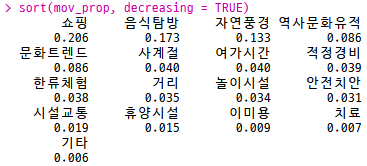 > sort(mov_prop, decreasing = TRUE)
쇼핑 음식탐방 자연풍경 역사문화유적
0.206 0.173 0.133 0.086
문화트렌드 사계절 여가시간 적정경비
0.086 0.040 0.040 0.039
한류체험 거리 놀이시설 안전치안
0.038 0.035 0.034 0.031
시설교통 휴양시설 이미용 치료
0.019 0.015 0.009 0.007
기타
0.006